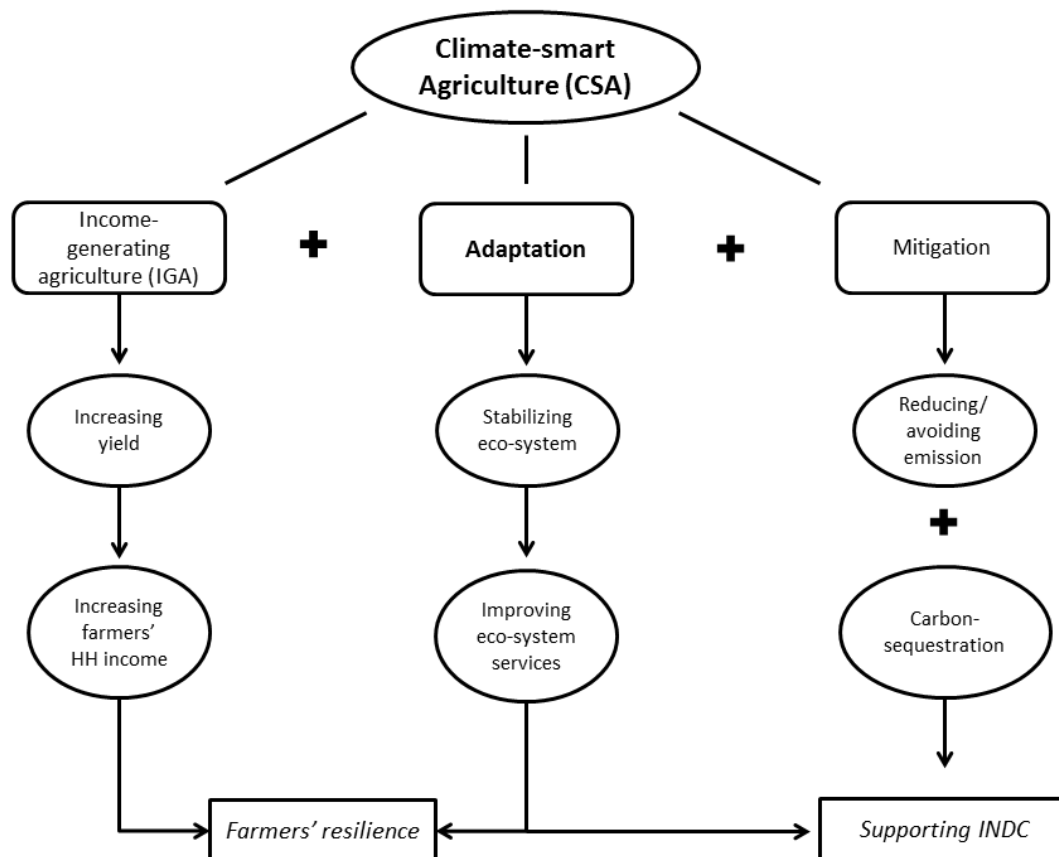 Climate-smart
Agriculture (CSA)
Income-
generating
agriculture (IGA)
Adaptation
Mitigation
Increasing
yield
Stabilizing
eco-system
Reducing/
avoiding
emission
Increasing
farmers'
HH income
Improving
eco-system
services
Carbon-
sequestration
Farmers' resilience
Supporting INDC